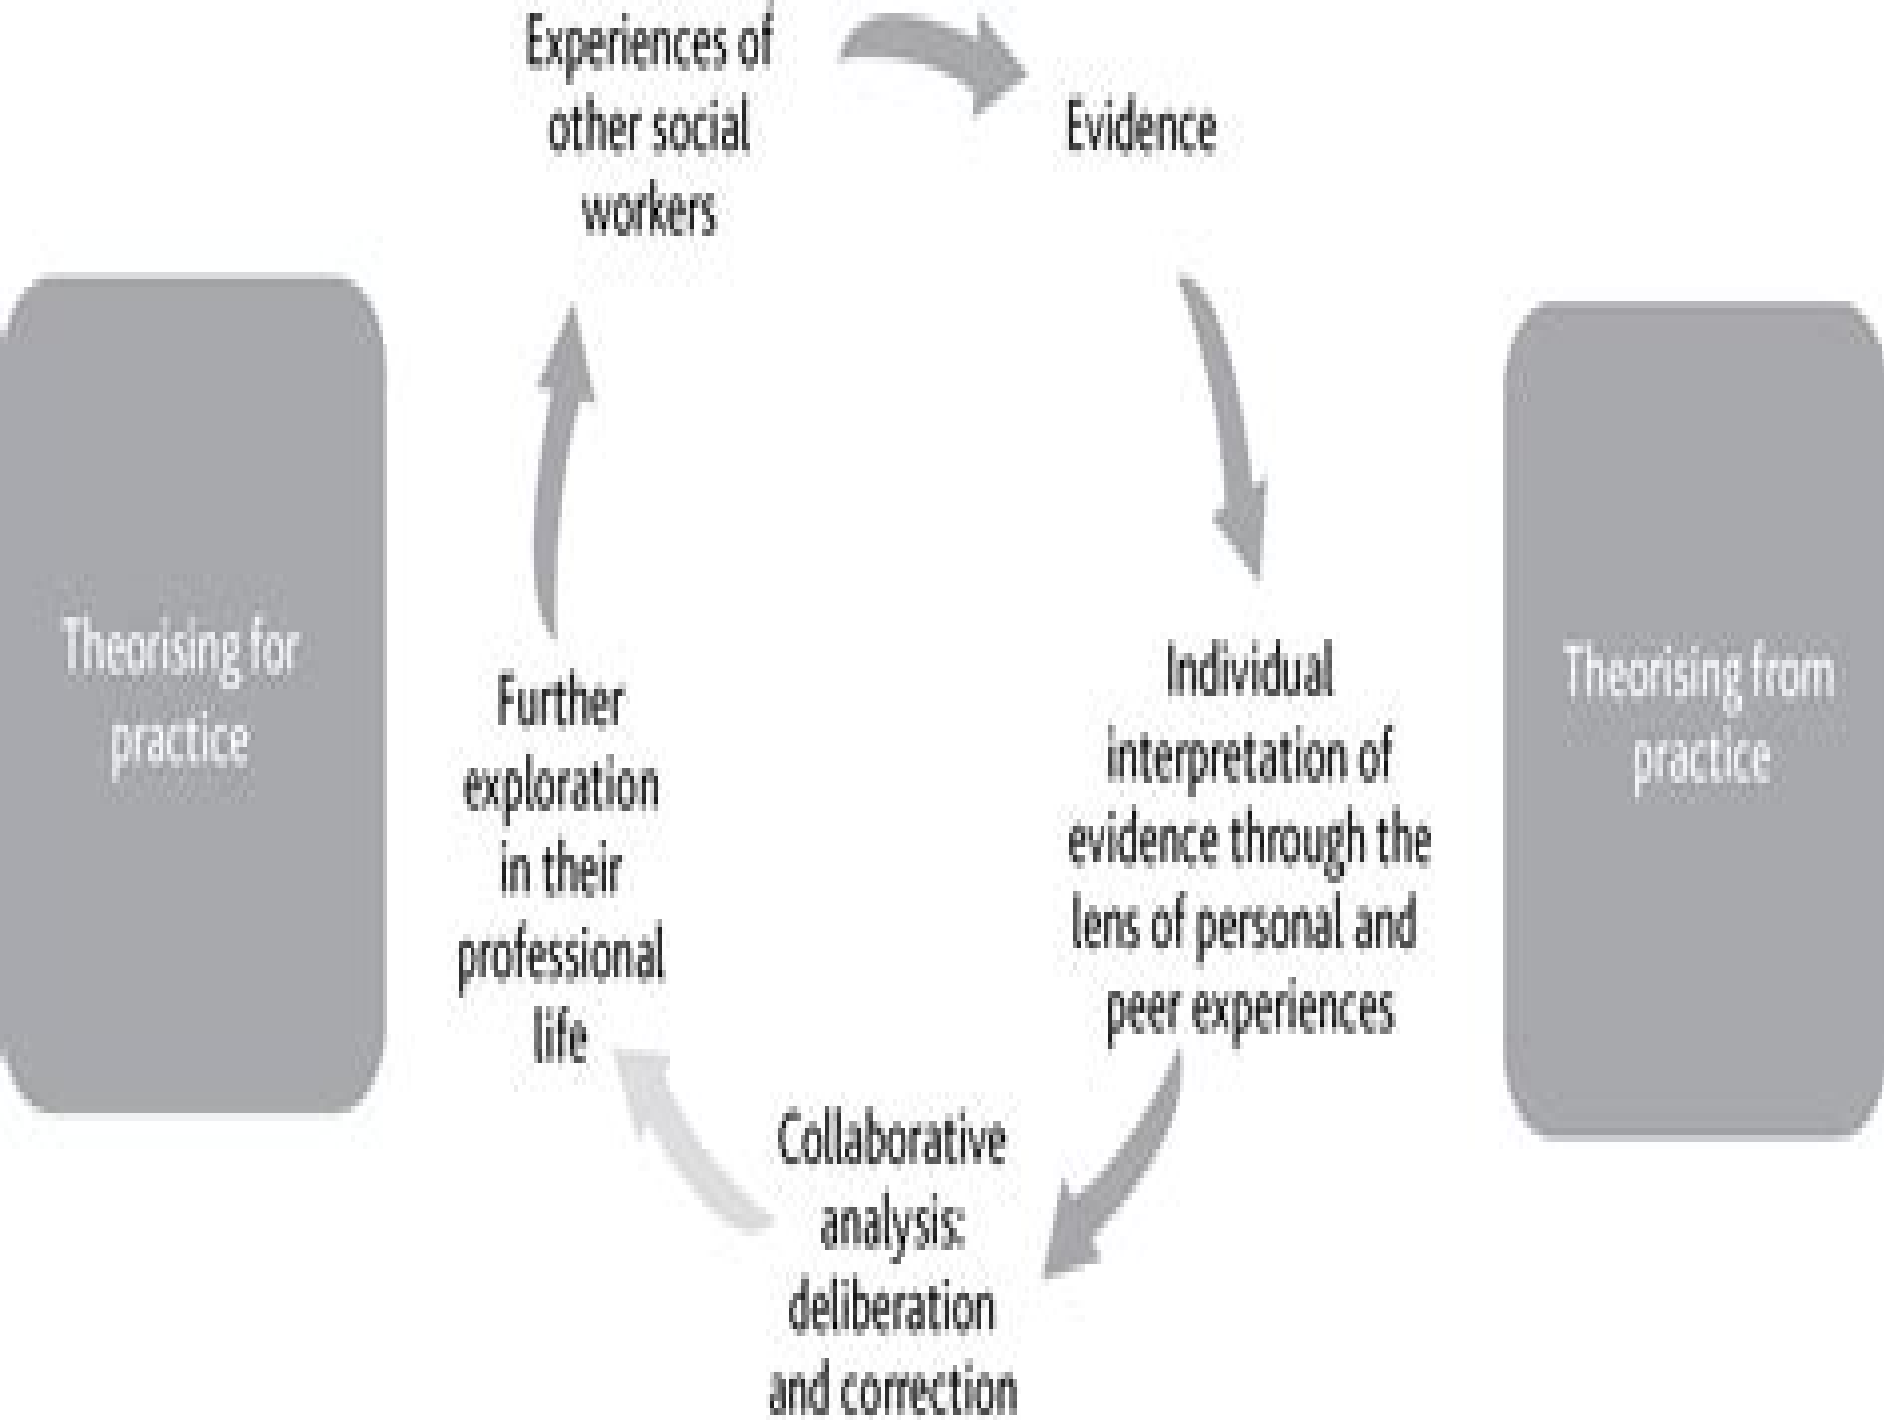 Experiences of
other social
workers
Evidence
Individual
interpretation of
evidence through the
lens of personal and
peer experiences
Collaborative
analysis:
deliberation
and correction
Further
exploration
in their
professional
life
Theorising for
practice
Theorising from
practice